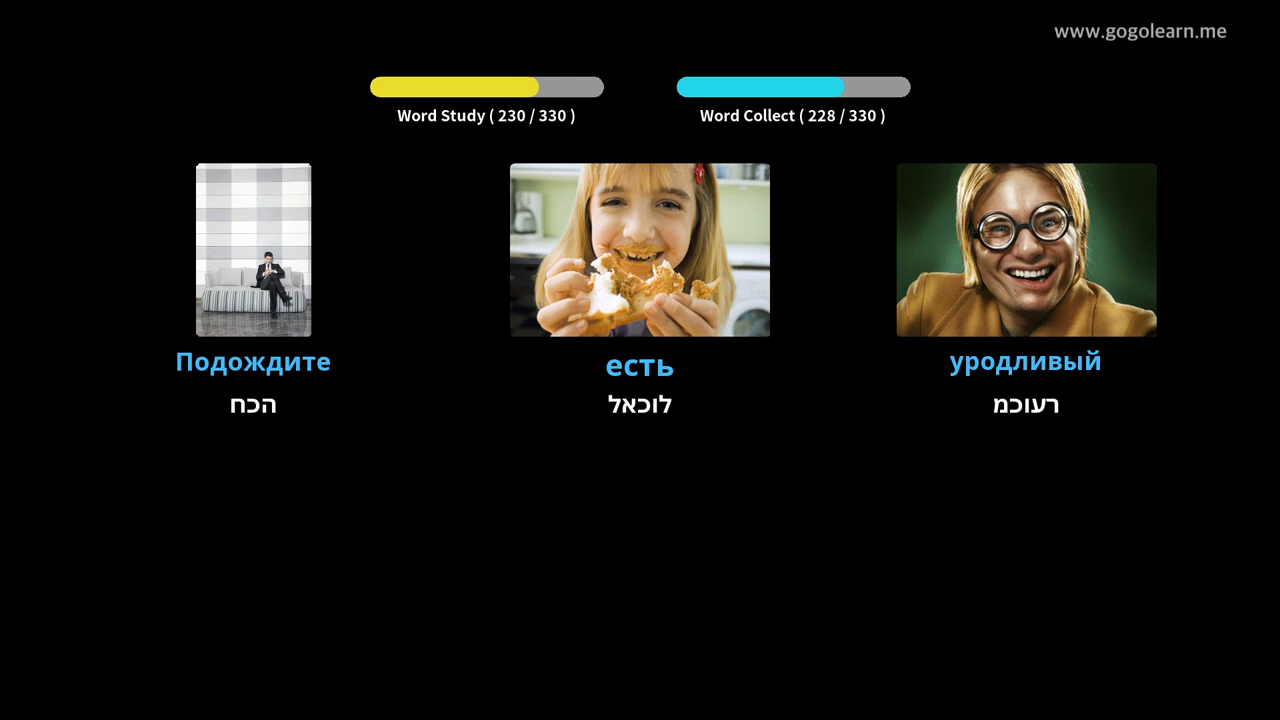 www.gogolearn.me
Word Study ( 230 / 330 )
Word Collect ( 228 / 330 )
Подождите
הכח
есть
לוכאל
уродливый
רעוכמ